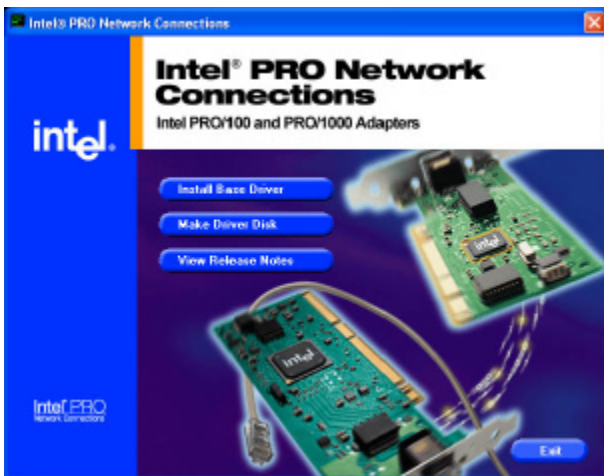 Intel® PRO Network Connections
Intel® PRO Network
Connections
Intel PRO/100 and PRO/1000 Adapters
intel.
Install Base Driver
Make Driver Disk
View Release Notes
intel
intel
Intel PRO
Network Connections
Exit